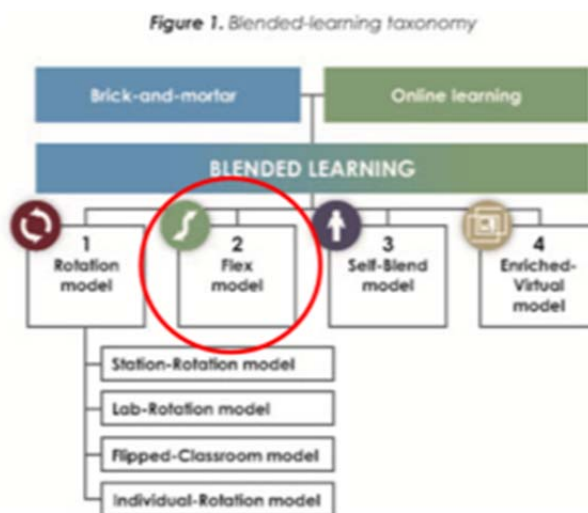 Figure 1. Blended-learning taxonomy
Brick-and-mortar
Online learning
BLENDED LEARNING
1
Rotation
model
2
Flex
model
3
Self-Blend
model
4
Enriched-
Virtual
model
Station-Rotation model
Lab-Rotation model
Flipped-Classroom model
Individual-Rotation model